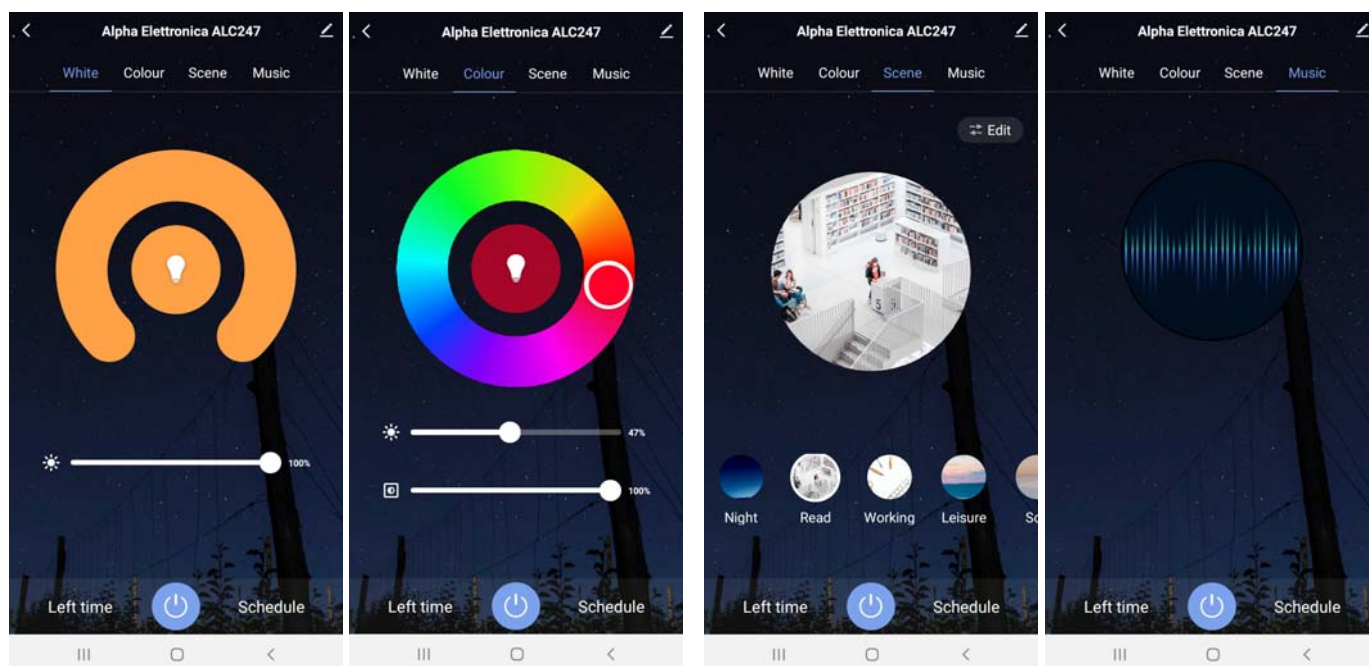 Alpha Elettronica ALC247
White Colour Scene Music
100%
Left time Schedule
Alpha Elettronica ALC247
White Colour Scene Music
47%
100%
Left time Schedule
Alpha Elettronica ALC247
White Colour Scene Music
Edit
5
Night Read Working Leisure Sc
Left time Schedule
Alpha Elettronica ALC247
White Colour Scene Music
Left time Schedule